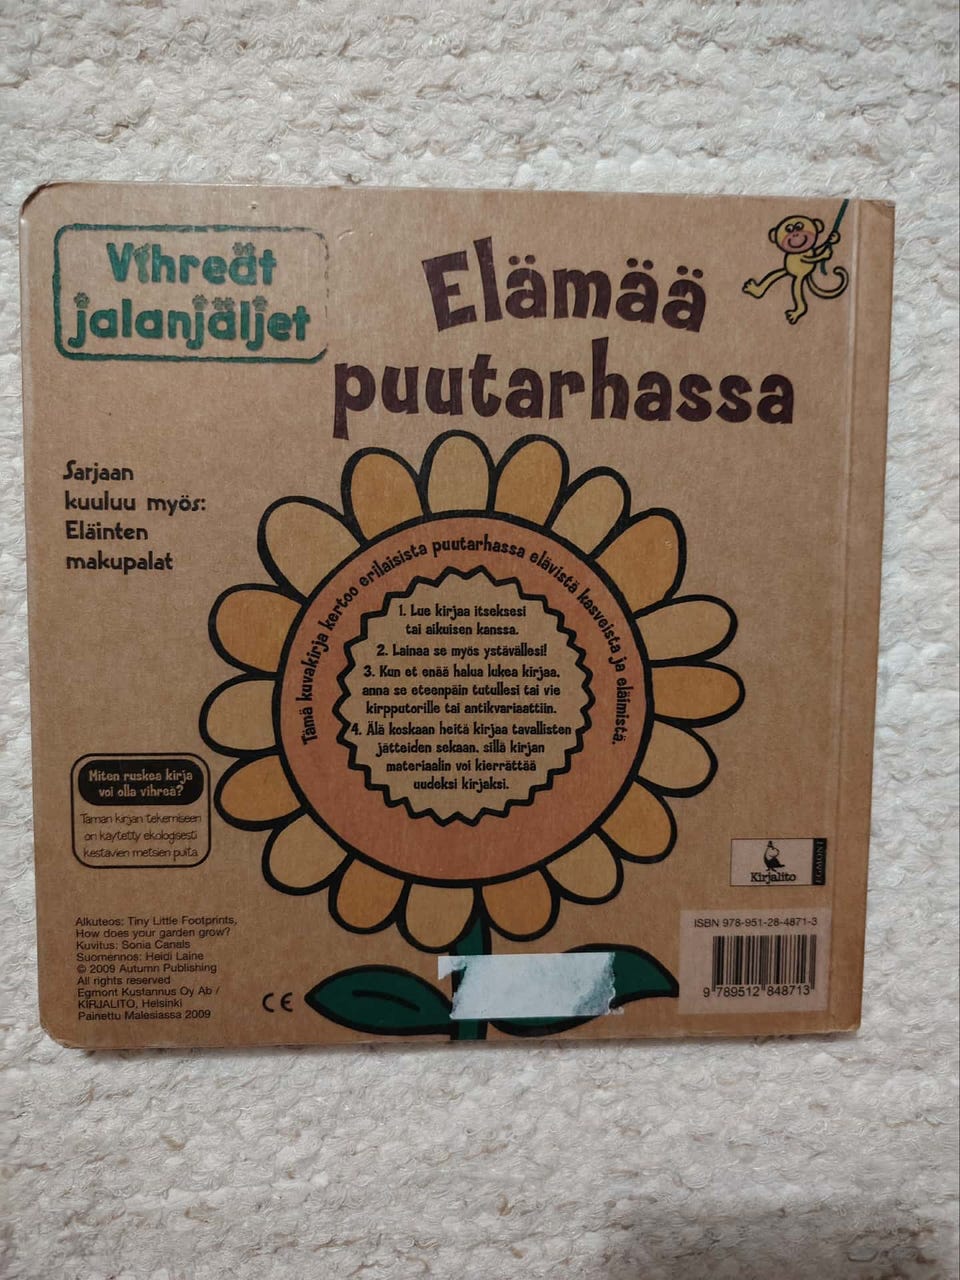 Vihreät
jalanjäljet
Elämää
puutarhassa
Sarjaan
kuuluu myös:
Eläinten
makupalat
Tämä kuvakirja kertoo erilaisista puutarhassa elävistä kasveista ja eläimistä.
1. Lue kirjaa itseksesi
tai aikuisen kanssa.
2. Lainaa se myös ystävällesi!
3. Kun et enää halua lukea kirjaa,
anna se eteenpäin tutullesi tai vie
kirpputorille tai antikvariaattiin.
4. Älä koskaan heitä kirjaa tavallisten
jätteiden sekaan, sillä kirjan
materiaalin voi kierrättää
uudeksi kirjaksi.
Miten ruskea kirja
voi olla vihreä?
Tämän kirjan tekemiseen
on käytetty ekologisesti
kestävien metsien puita
Kirjalito
EGMONT
Alkuteos: Tiny Little Footprints,
How does your garden grow?
Kuvitus: Sonia Canals
Suomennos: Heidi Laine
© 2009 Autumn Publishing
All rights reserved
Egmont Kustannus Oy Ab /
KIRJALITO, Helsinki
Painettu Malesiassa 2009
CE
ISBN 978-951-28-4871-3
9 789512 848713